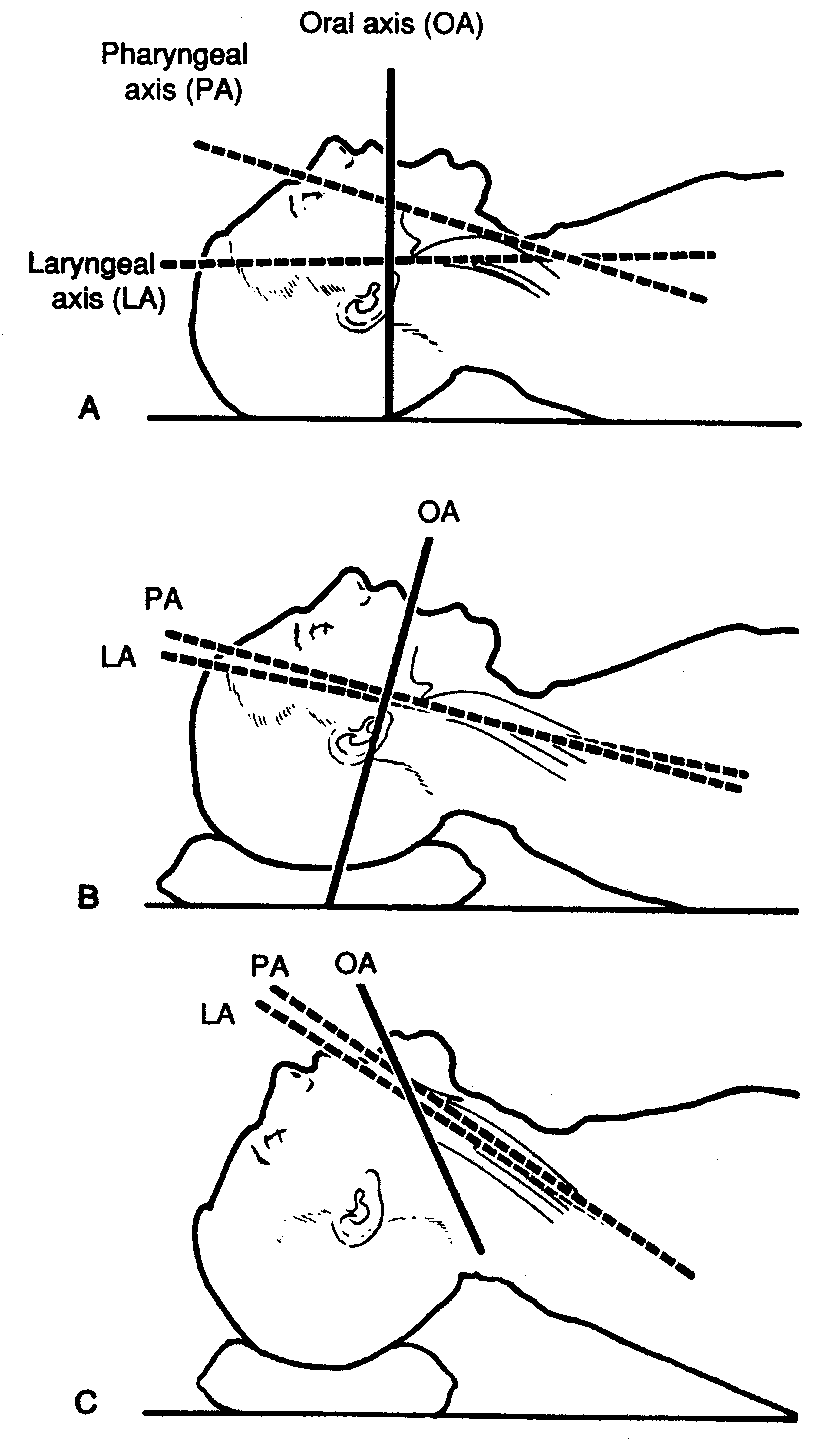 Oral axis (OA)
Pharyngeal
axis (PA)
Laryngeal
axis (LA)
A
OA
PA
LA
B
PA OA
LA
C